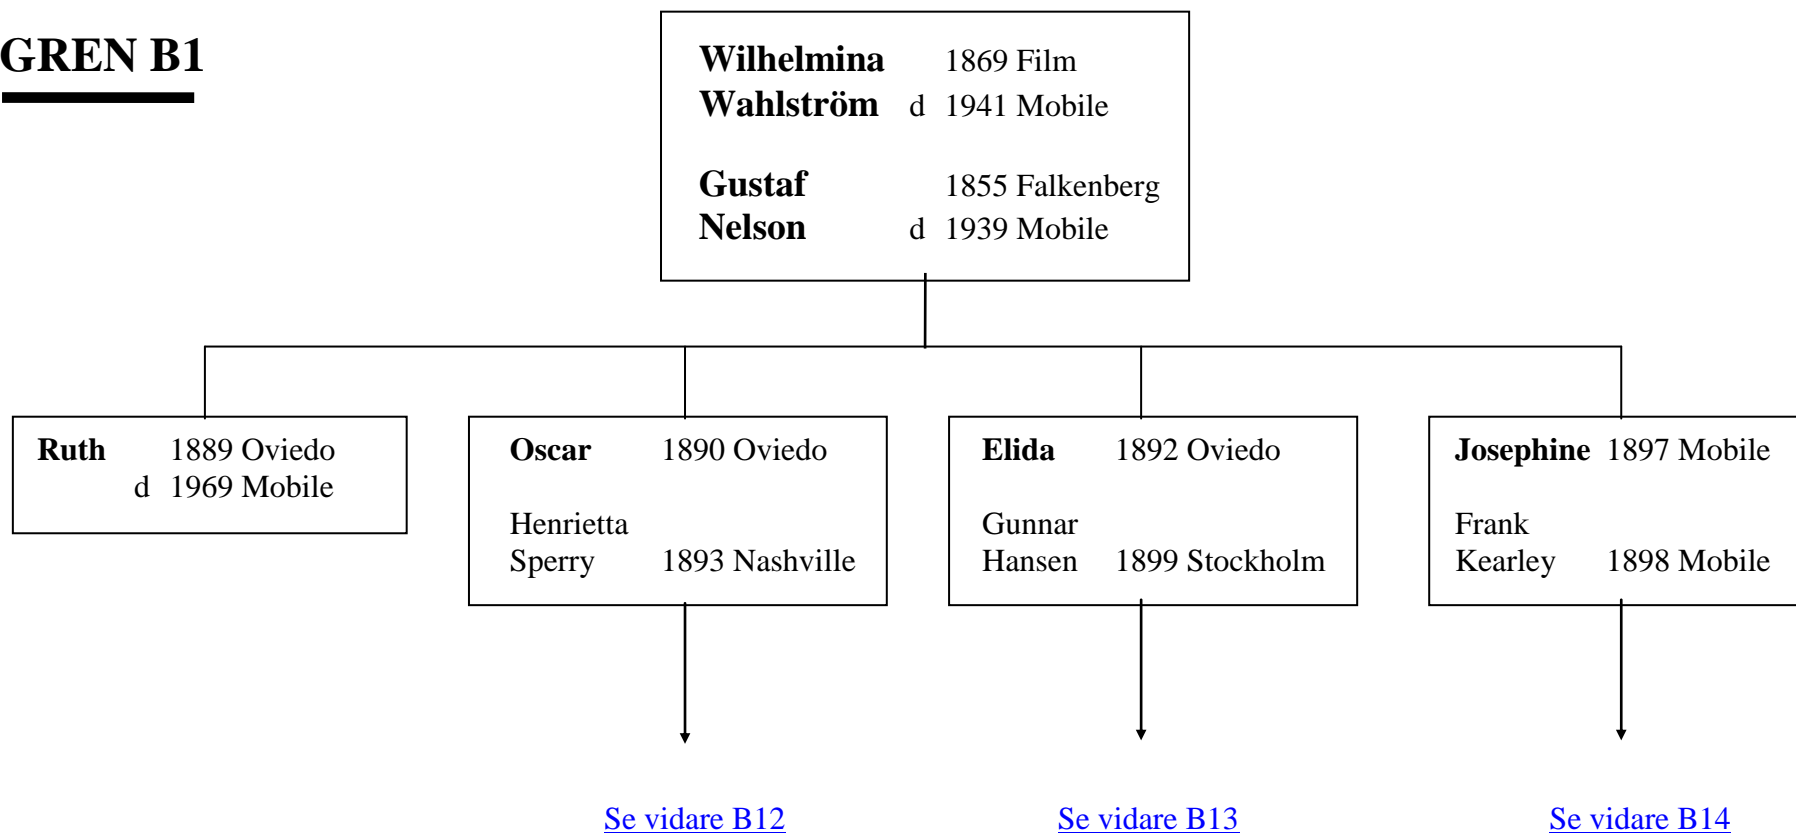 GREN B1
Wilhelmina 1869 Film
Wahlström d 1941 Mobile
Gustaf 1855 Falkenberg
Nelson d 1939 Mobile
Ruth 1889 Oviedo
d 1969 Mobile
Oscar 1890 Oviedo
Henrietta
Sperry 1893 Nashville
Elida 1892 Oviedo
Gunnar
Hansen 1899 Stockholm
Josephine 1897 Mobile
Frank
Kearley 1898 Mobile
Se vidare B12
Se vidare B13
Se vidare B14